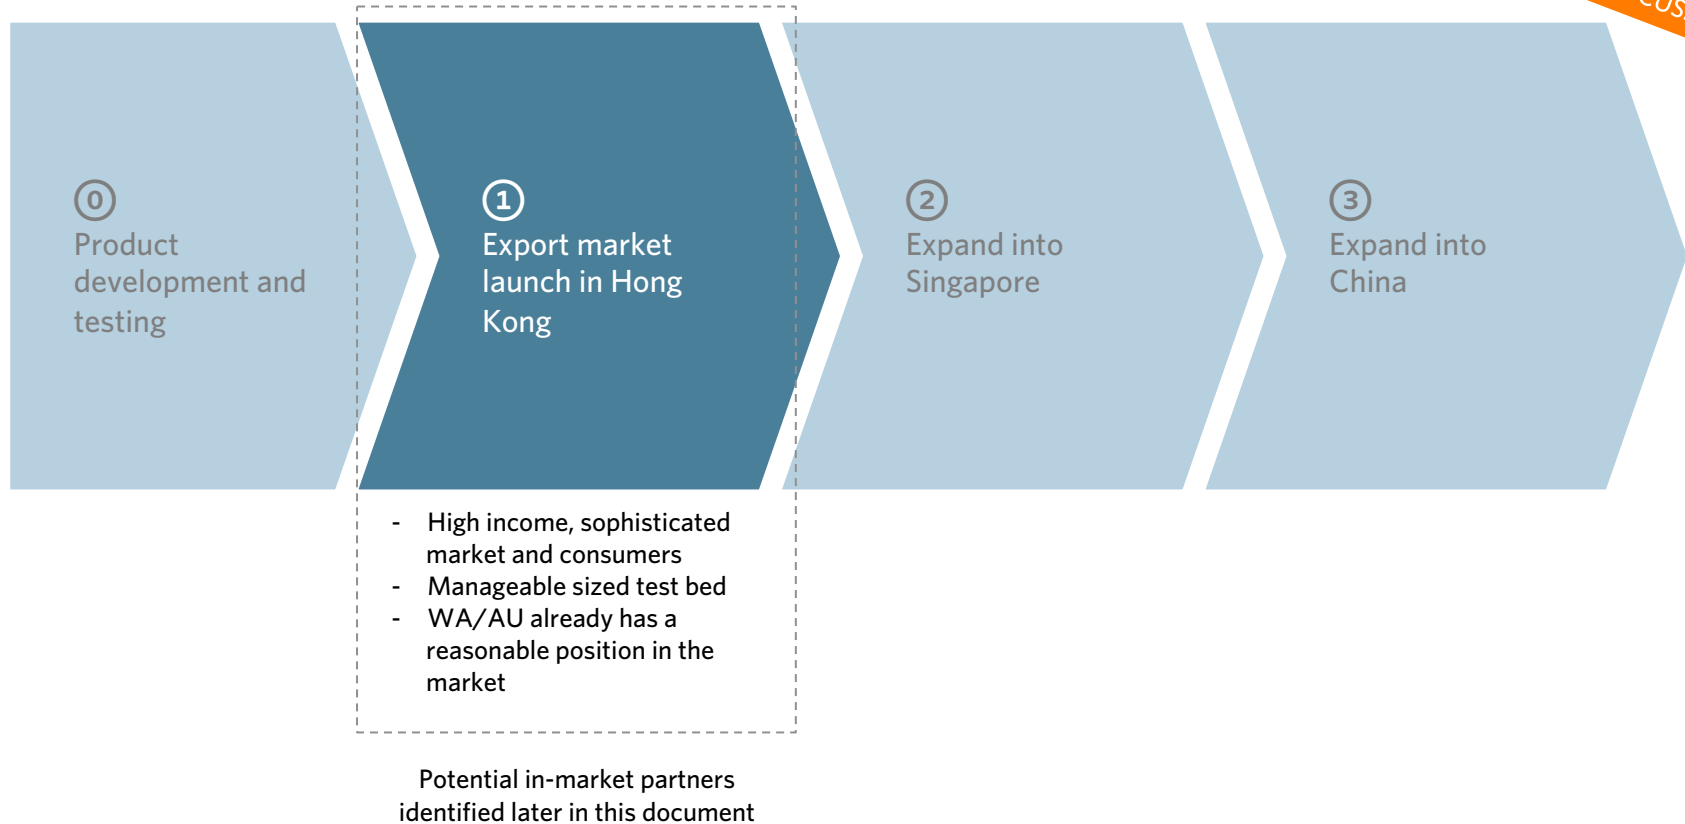 0
Product
development and
testing
1
Export market
launch in Hong
Kong
2
Expand into
Singapore
3
Expand into
China
- High income, sophisticated
market and consumers
- Manageable sized test bed
- WA/AU already has a
reasonable position in the
market
Potential in-market partners
identified later in this document